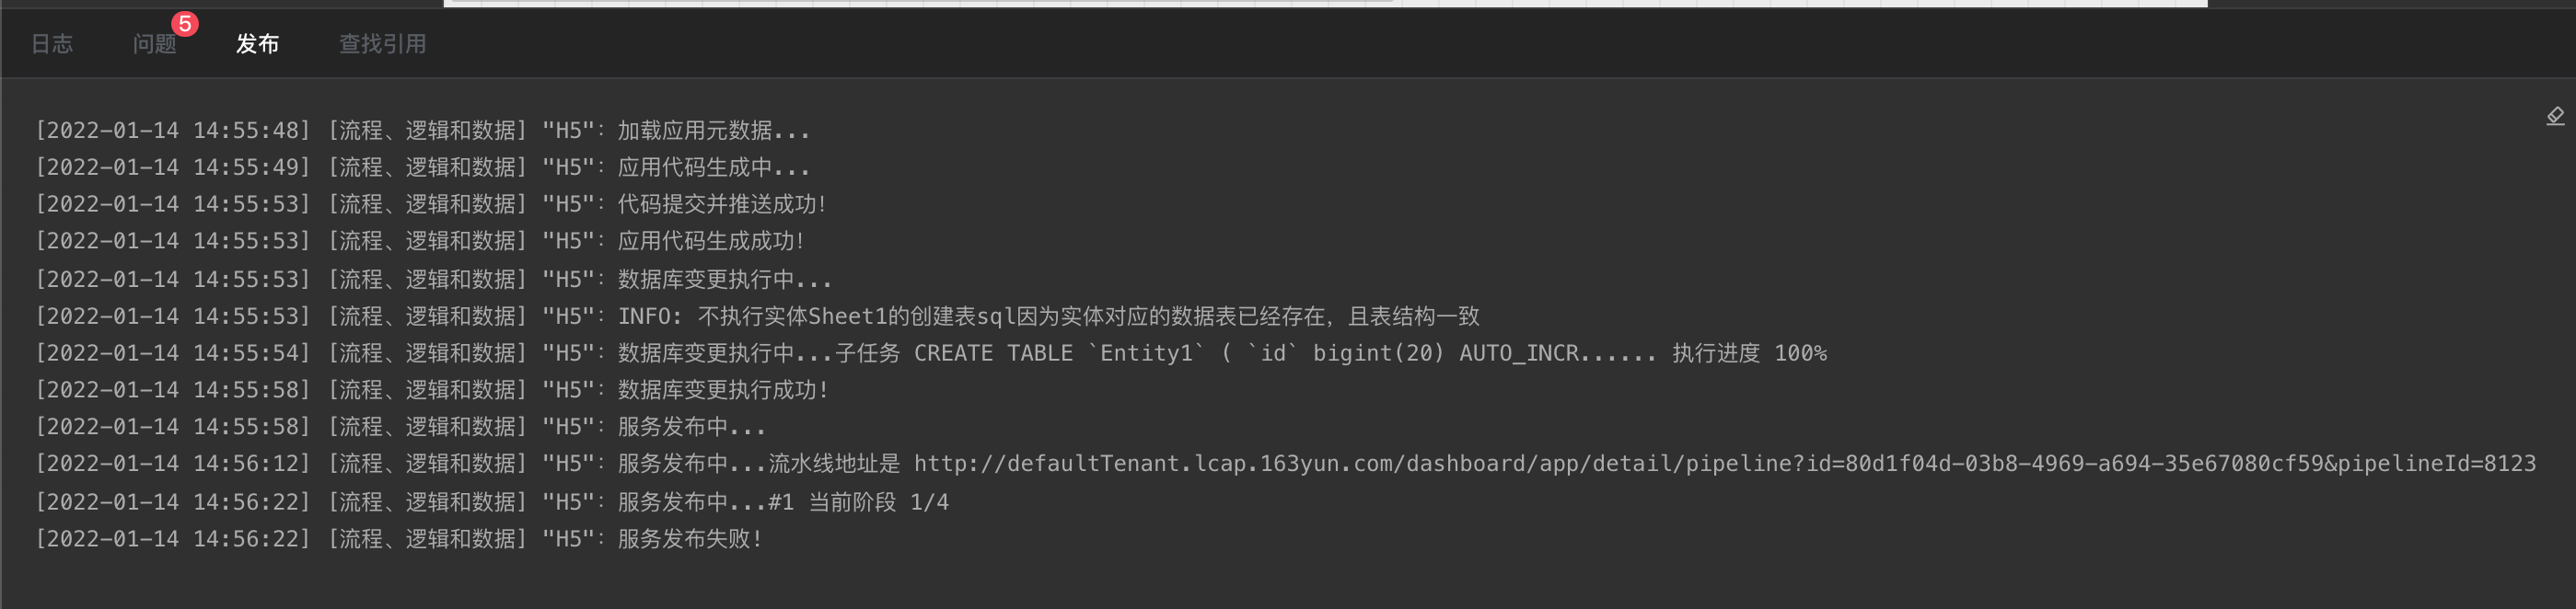 日志 问题 5 发布 查找引用
[2022-01-14 14:55:48] [流程、逻辑和数据] "H5": 加载应用元数据...
[2022-01-14 14:55:49] [流程、逻辑和数据] "H5": 应用代码生成中...
[2022-01-14 14:55:53] [流程、逻辑和数据] "H5": 代码提交并推送成功!
[2022-01-14 14:55:53] [流程、逻辑和数据] "H5": 应用代码生成成功!
[2022-01-14 14:55:53] [流程、逻辑和数据] "H5": 数据库变更执行中...
[2022-01-14 14:55:53] [流程、逻辑和数据] "H5": INFO: 不执行实体Sheet1的创建表sql因为实体对应的数据表已经存在，且表结构一致
[2022-01-14 14:55:54] [流程、逻辑和数据] "H5": 数据库变更执行中...子任务 CREATE TABLE `Entity1` ( `id` bigint(20) AUTO_INCR...... 执行进度 100%
[2022-01-14 14:55:58] [流程、逻辑和数据] "H5": 数据库变更执行成功!
[2022-01-14 14:55:58] [流程、逻辑和数据] "H5": 服务发布中...
[2022-01-14 14:56:12] [流程、逻辑和数据] "H5": 服务发布中...流水线地址是 http://defaultTenant.lcap.163yun.com/dashboard/app/detail/pipeline?id=80d1f04d-03b8-4969-a694-35e67080cf59&pipelineId=8123
[2022-01-14 14:56:22] [流程、逻辑和数据] "H5": 服务发布中...#1 当前阶段 1/4
[2022-01-14 14:56:22] [流程、逻辑和数据] "H5": 服务发布失败!